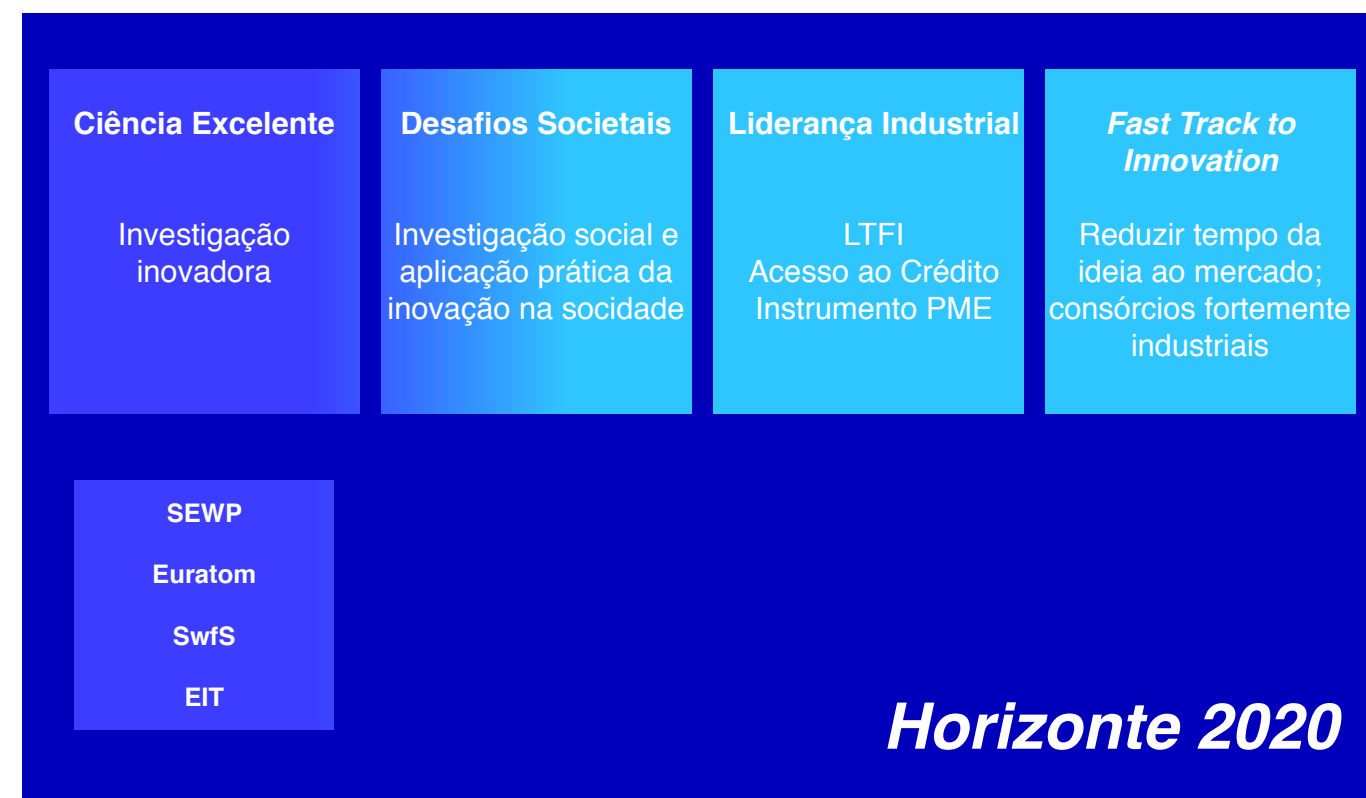 Ciência Excelente
Investigação
inovadora
Desafios Societais
Investigação social e
aplicação prática da
inovação na socidade
Liderança Industrial
LTFI
Acesso ao Crédito
Instrumento PME
Fast Track to
Innovation
Reduzir tempo da
ideia ao mercado;
consórcios fortemente
industriais
SEWP
Euratom
SwfS
EIT
Horizonte 2020